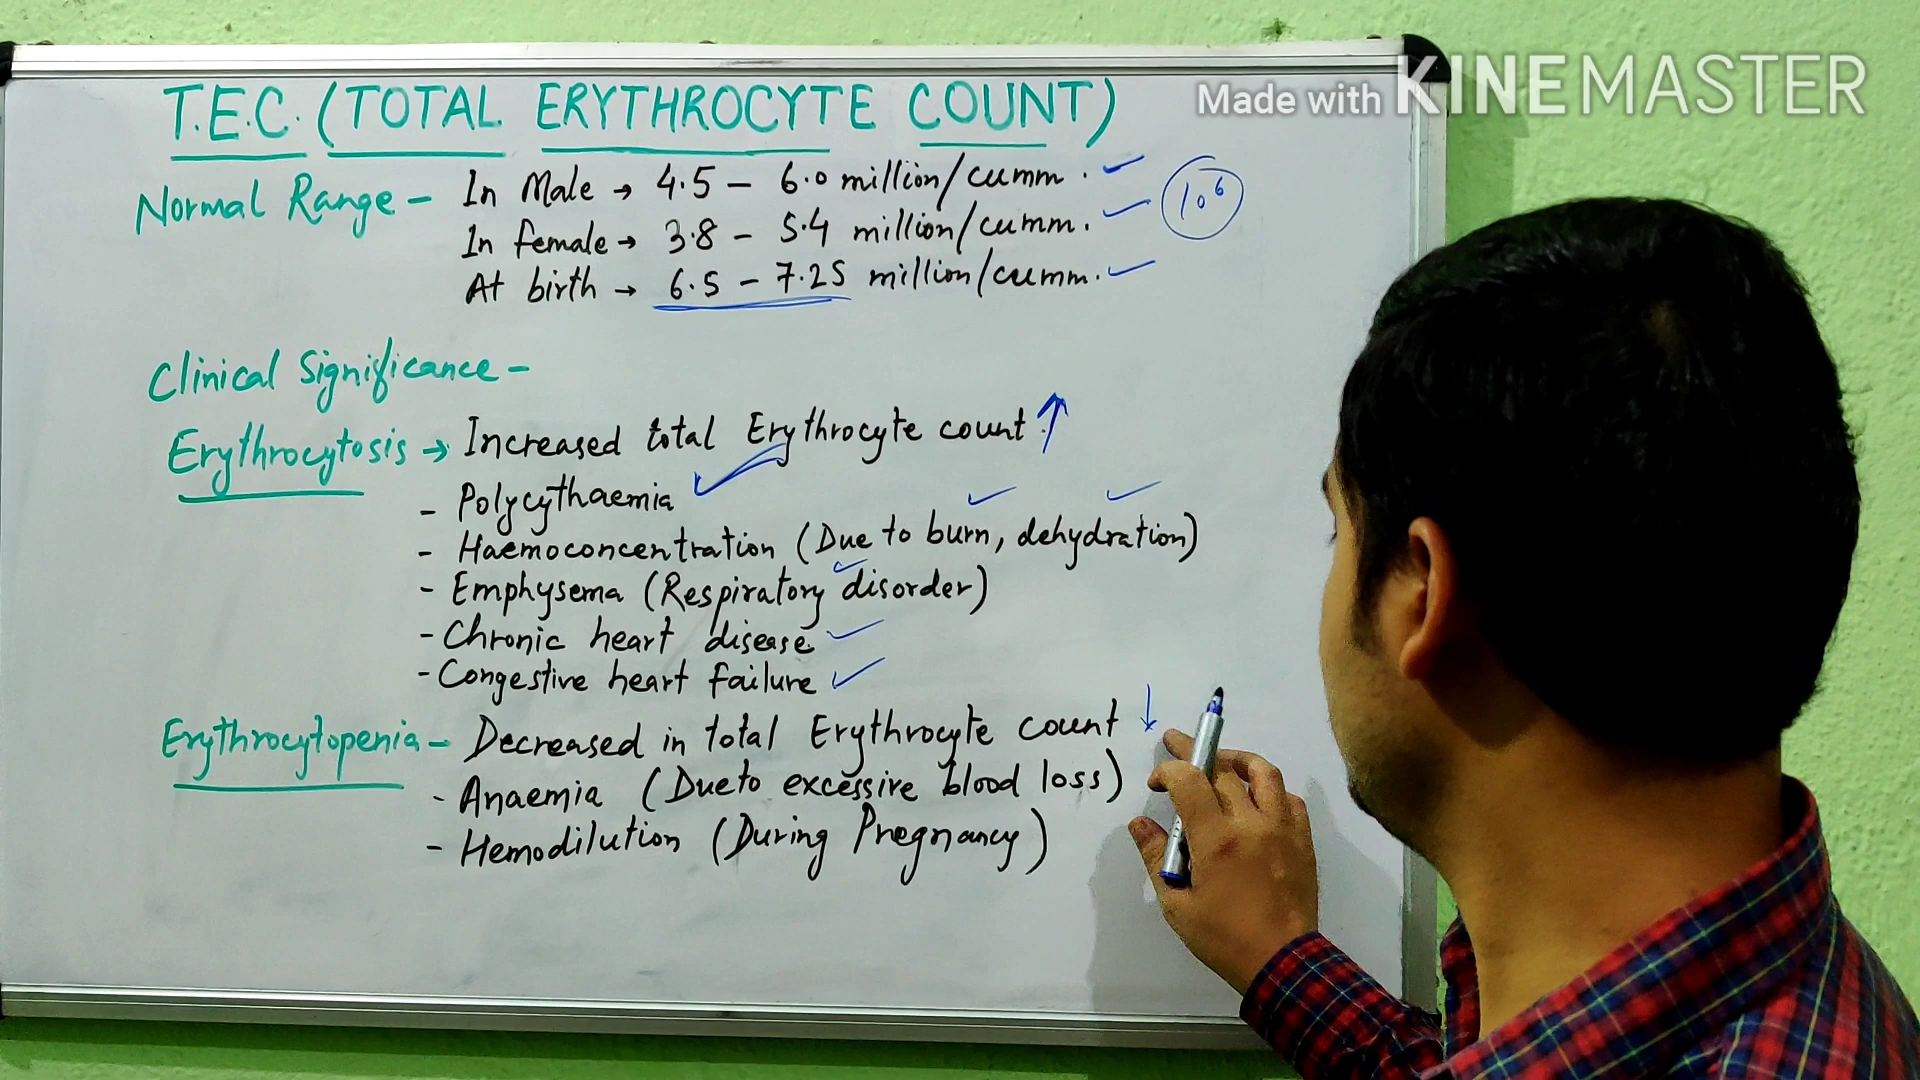 Made with KINEMASTER
T.E.C. (TOTAL ERYTHROCYTE COUNT)
Normal Range - In Male → 4.5 - 6.0 million/cumm.
10⁶
In female → 3.8 - 5.4 million/cumm.
At birth → 6.5 - 7.25 million/cumm.
Clinical Significance -
Erythrocytosis → Increased total Erythrocyte count ↑
- Polycythaemia
- Haemoconcentration (Due to burn, dehydration)
- Emphysema (Respiratory disorder)
- Chronic heart disease
- Congestive heart failure
Erythrocytopenia - Decreased in total Erythrocyte count ↓
- Anaemia (Due to excessive blood loss)
- Hemodilution (During Pregnancy)